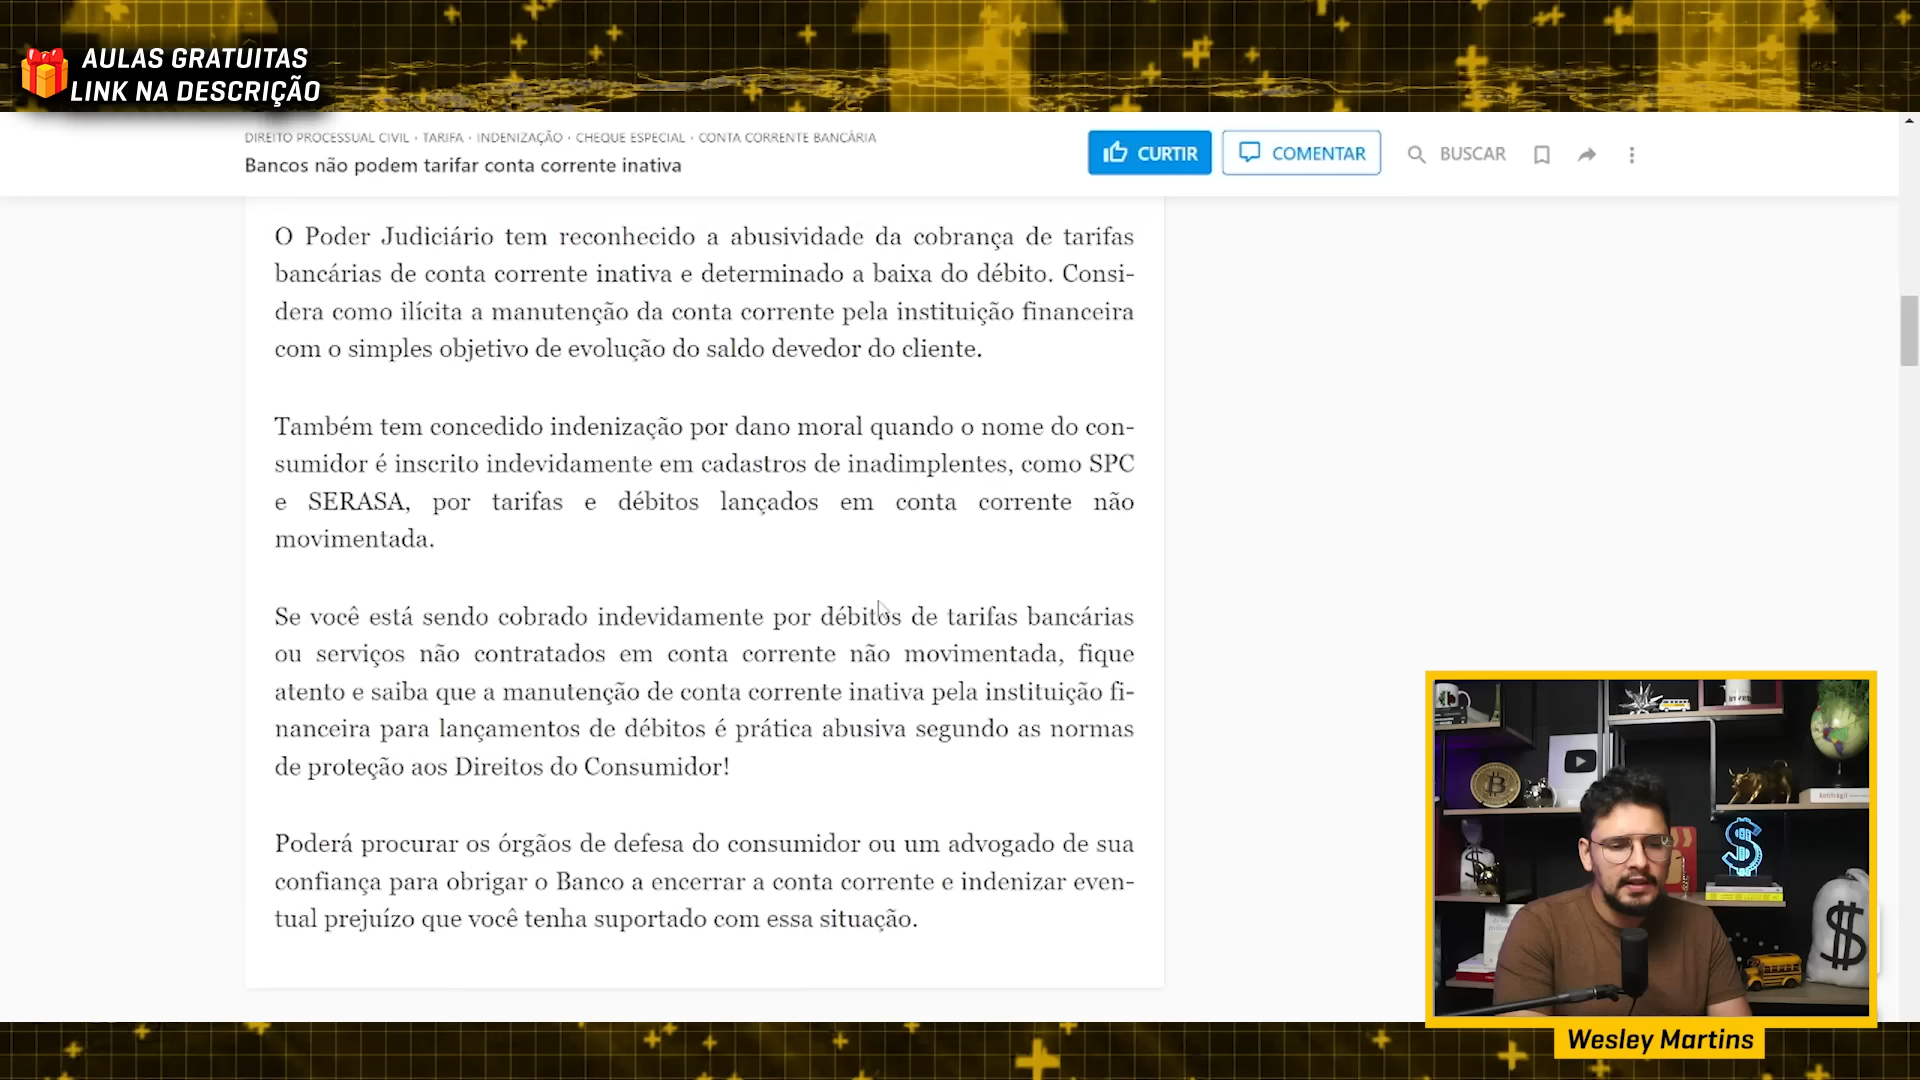 AULAS GRATUITAS
LINK NA DESCRIÇÃO
DIREITO PROCESSUAL CIVIL · TARIFA · INDENIZAÇÃO · CHEQUE ESPECIAL · CONTA CORRENTE BANCÁRIA
Bancos não podem tarifar conta corrente inativa
CURTIR
COMENTAR
BUSCAR
O Poder Judiciário tem reconhecido a abusividade da cobrança de tarifas
bancárias de conta corrente inativa e determinado a baixa do débito. Consi-
dera como ilícita a manutenção da conta corrente pela instituição financeira
com o simples objetivo de evolução do saldo devedor do cliente.
Também tem concedido indenização por dano moral quando o nome do con-
sumidor é inscrito indevidamente em cadastros de inadimplentes, como SPC
e SERASA, por tarifas e débitos lançados em conta corrente não
movimentada.
Se você está sendo cobrado indevidamente por débitos de tarifas bancárias
ou serviços não contratados em conta corrente não movimentada, fique
atento e saiba que a manutenção de conta corrente inativa pela instituição fi-
nanceira para lançamentos de débitos é prática abusiva segundo as normas
de proteção aos Direitos do Consumidor!
Poderá procurar os órgãos de defesa do consumidor ou um advogado de sua
confiança para obrigar o Banco a encerrar a conta corrente e indenizar even-
tual prejuízo que você tenha suportado com essa situação.
Wesley Martins